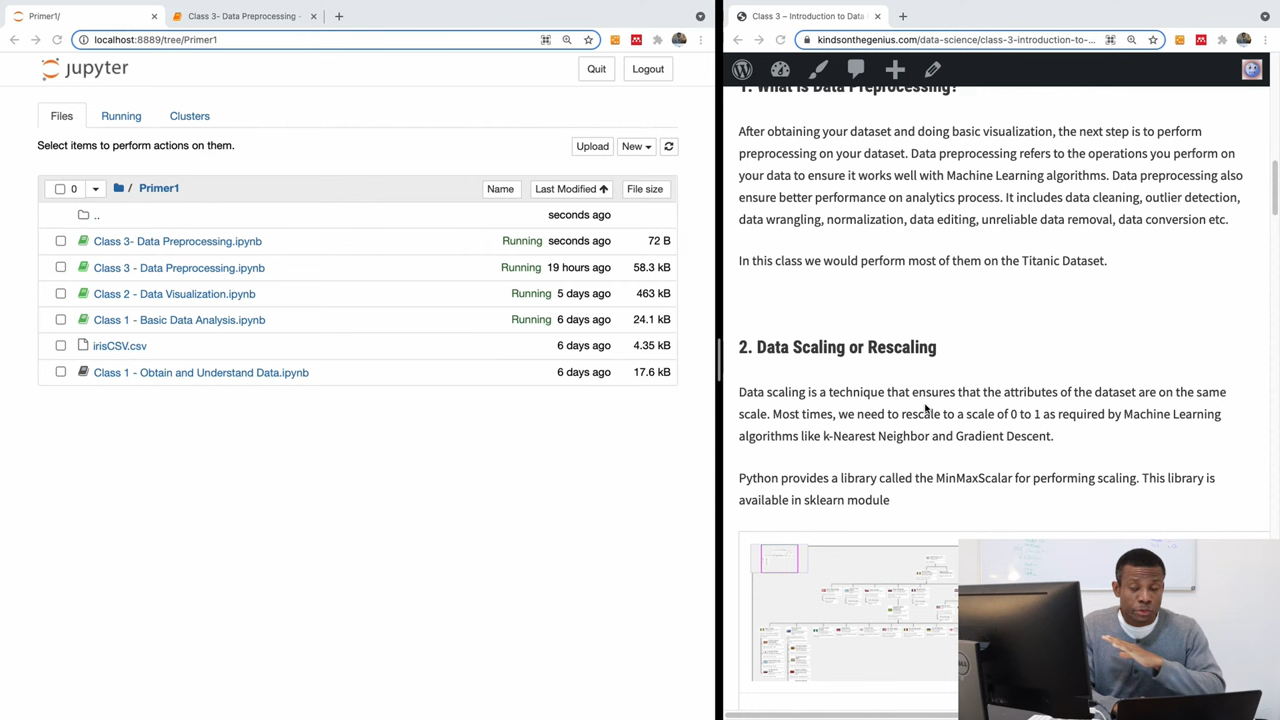 Primer1/
Class 3- Data Preprocessing -
localhost:8889/tree/Primer1
jupyter
Quit
Logout
Files
Running
Clusters
Select items to perform actions on them.
Upload
New
0
/ Primer1
Name
Last Modified
File size
..
seconds ago
Class 3- Data Preprocessing.ipynb
Running seconds ago
72 B
Class 3 - Data Preprocessing.ipynb
Running 19 hours ago
58.3 kB
Class 2 - Data Visualization.ipynb
Running 5 days ago
463 kB
Class 1 - Basic Data Analysis.ipynb
Running 6 days ago
24.1 kB
irisCSV.csv
6 days ago
4.35 kB
Class 1 - Obtain and Understand Data.ipynb
6 days ago
17.6 kB
Class 3 – Introduction to Data
kindsonthegenius.com/data-science/class-3-introduction-to-...
1. What is Data Preprocessing?
After obtaining your dataset and doing basic visualization, the next step is to perform
preprocessing on your dataset. Data preprocessing refers to the operations you perform on
your data to ensure it works well with Machine Learning algorithms. Data preprocessing also
ensure better performance on analytics process. It includes data cleaning, outlier detection,
data wrangling, normalization, data editing, unreliable data removal, data conversion etc.
In this class we would perform most of them on the Titanic Dataset.
2. Data Scaling or Rescaling
Data scaling is a technique that ensures that the attributes of the dataset are on the same
scale. Most times, we need to rescale to a scale of 0 to 1 as required by Machine Learning
algorithms like k-Nearest Neighbor and Gradient Descent.
Python provides a library called the MinMaxScalar for performing scaling. This library is
available in sklearn module